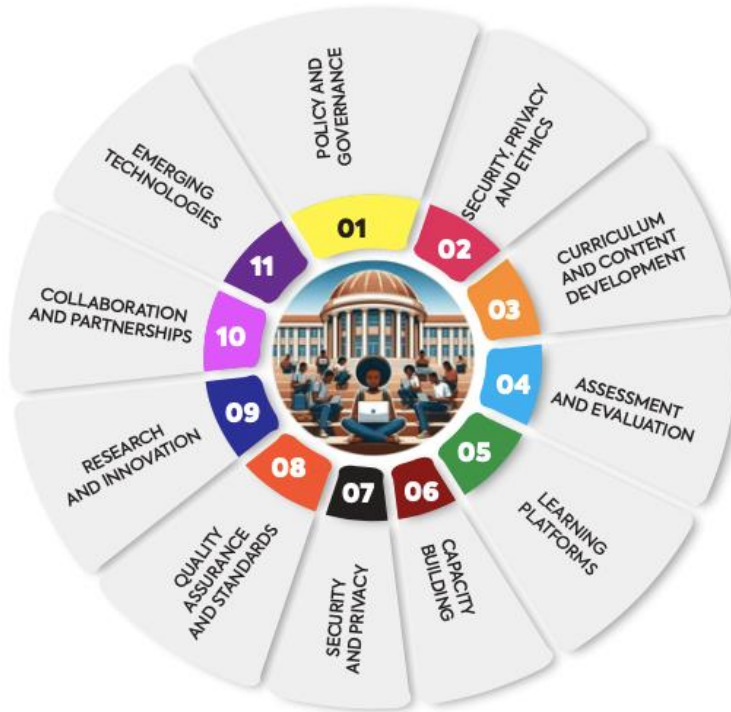 01
POLICY AND
GOVERNANCE
02
SECURITY, PRIVACY
AND ETHICS
03
CURRICULUM
AND CONTENT
DEVELOPMENT
04
ASSESSMENT
AND EVALUATION
05
LEARNING
PLATFORMS
06
CAPACITY
BUILDING
07
SECURITY
AND PRIVACY
08
QUALITY
ASSURANCE
AND STANDARDS
09
RESEARCH
AND INNOVATION
10
COLLABORATION
AND PARTNERSHIPS
11
EMERGING
TECHNOLOGIES